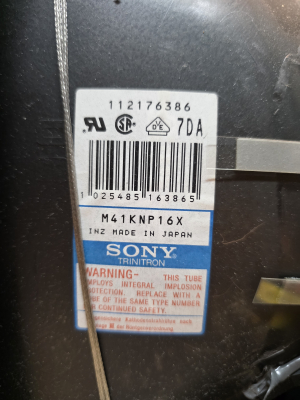 112176386
7DA
1 025485 163865
M41KNP16X
INZ MADE IN JAPAN
SONY
TRINITRON
WARNING- THIS TUBE
EMPLOYS INTEGRAL IMPLOSION
PROTECTION. REPLACE WITH A
ONE OF THE SAME TYPE NUMBER
FOR CONTINUED SAFETY.